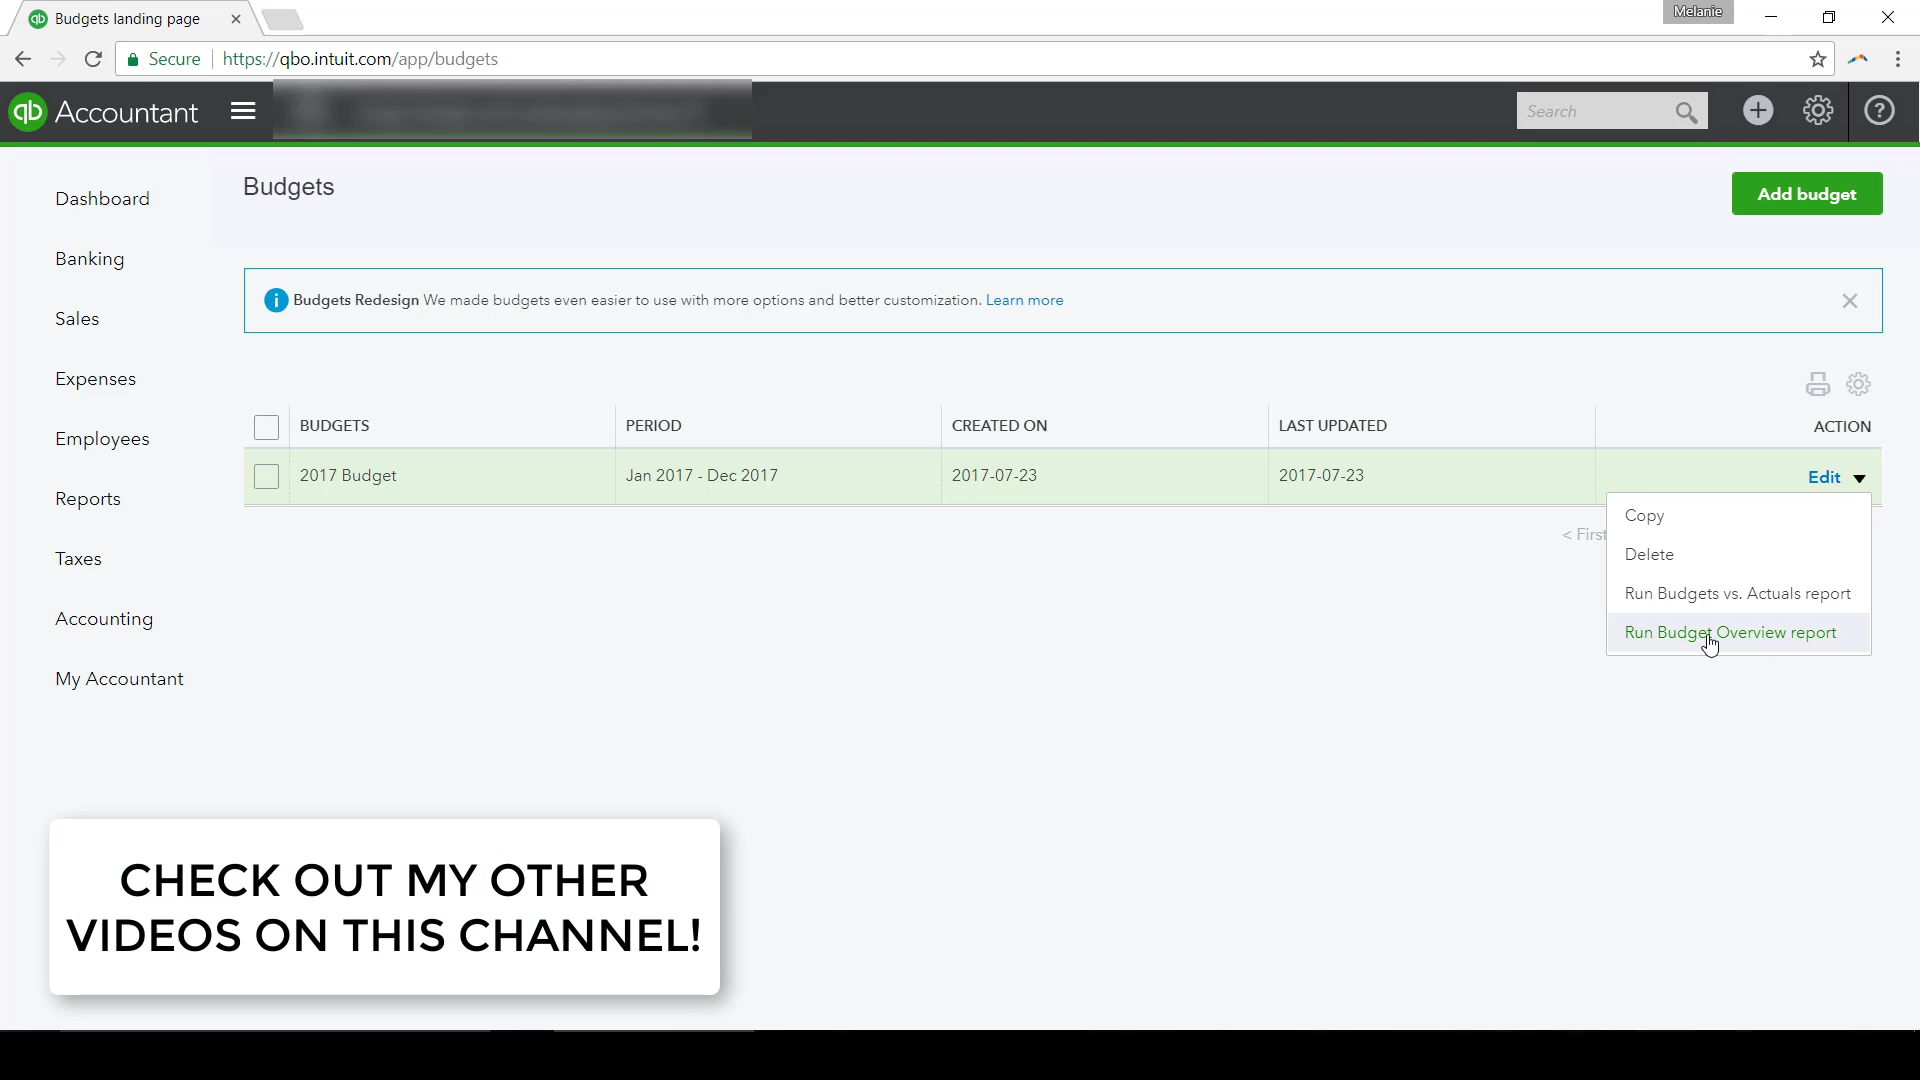 Budgets landing page
Melanie
Secure
https://qbo.intuit.com/app/budgets
qb Accountant
Search
Budgets
Add budget
Dashboard
Banking
Sales
Expenses
Employees
Reports
Taxes
Accounting
My Accountant
Budgets Redesign We made budgets even easier to use with more options and better customization. Learn more
BUDGETS PERIOD CREATED ON LAST UPDATED ACTION
2017 Budget Jan 2017 - Dec 2017 2017-07-23 2017-07-23 Edit
< First
Copy
Delete
Run Budgets vs. Actuals report
Run Budget Overview report
CHECK OUT MY OTHER
VIDEOS ON THIS CHANNEL!